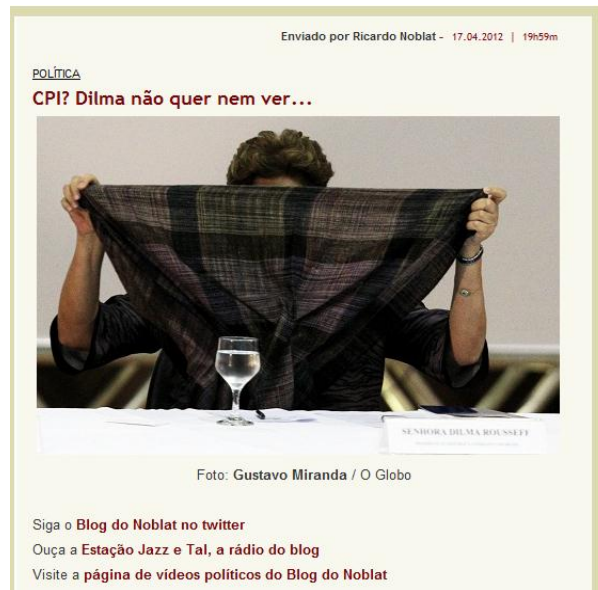 Enviado por Ricardo Noblat - 17.04.2012 | 19h59m
POLÍTICA
CPI? Dilma não quer nem ver...
SENHORA DILMA ROUSSEFF
Foto: Gustavo Miranda / O Globo
Siga o Blog do Noblat no twitter
Ouça a Estação Jazz e Tal, a rádio do blog
Visite a página de vídeos políticos do Blog do Noblat